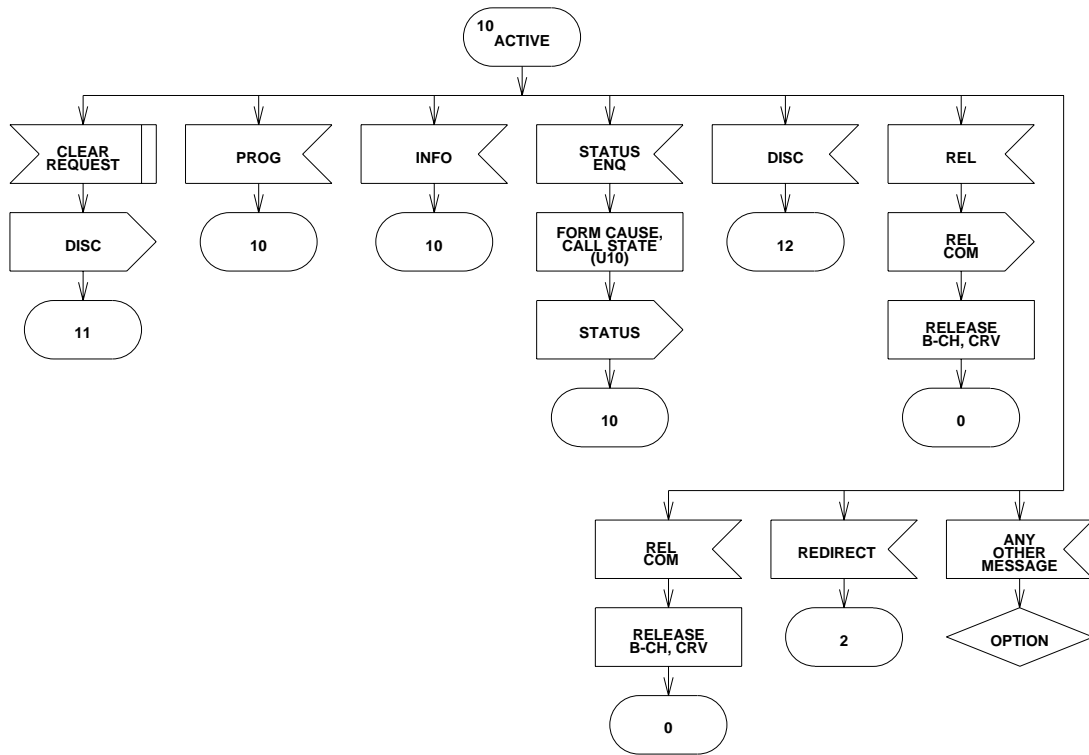 10
ACTIVE
CLEAR
REQUEST
PROG
INFO
STATUS
ENQ
DISC
REL
DISC
10
10
FORM CAUSE,
CALL STATE
(U10)
12
REL
COM
11
STATUS
RELEASE
B-CH, CRV
10
0
REL
COM
REDIRECT
ANY
OTHER
MESSAGE
RELEASE
B-CH, CRV
2
OPTION
0